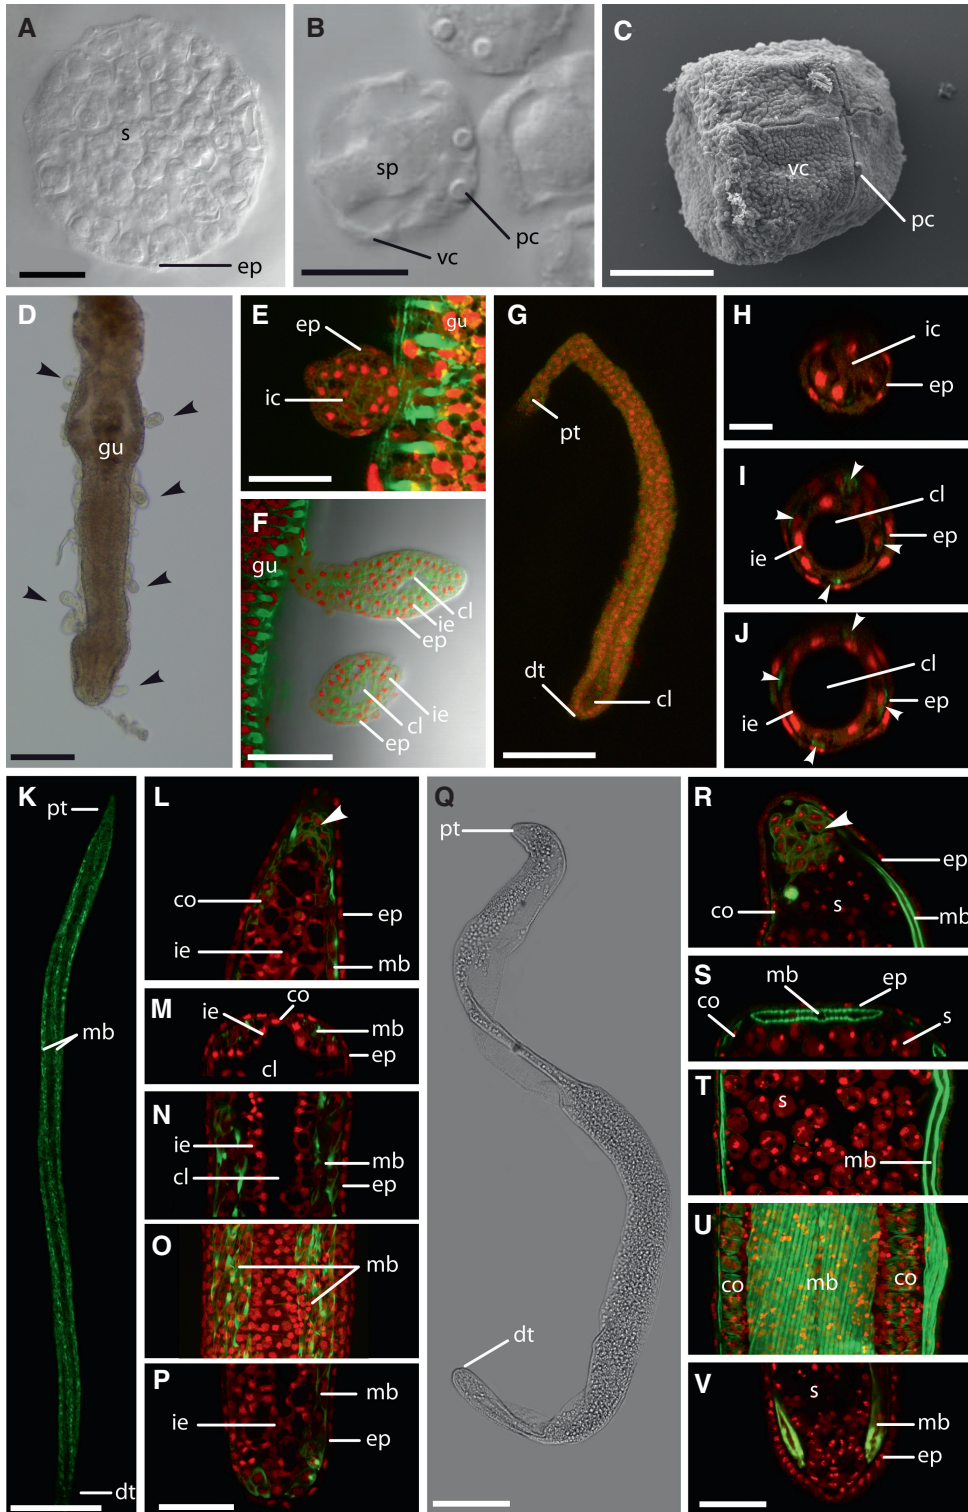 A
s
ep
B
sp
pc
vc
C
vc
pc
D
gu
E
ep
gu
ic
F
gu
cl
ie
ep
ie
cl
ep
G
pt
dt
cl
H
ic
ep
I
cl
ep
ie
J
cl
ep
ie
K
pt
mb
dt
L
co
ep
ie
mb
M
co
ie
mb
ep
cl
N
ie
mb
cl
ep
O
mb
P
mb
ie
ep
Q
pt
dt
R
ep
s
co
mb
S
mb
ep
co
s
T
s
mb
U
co
mb
co
V
s
mb
ep